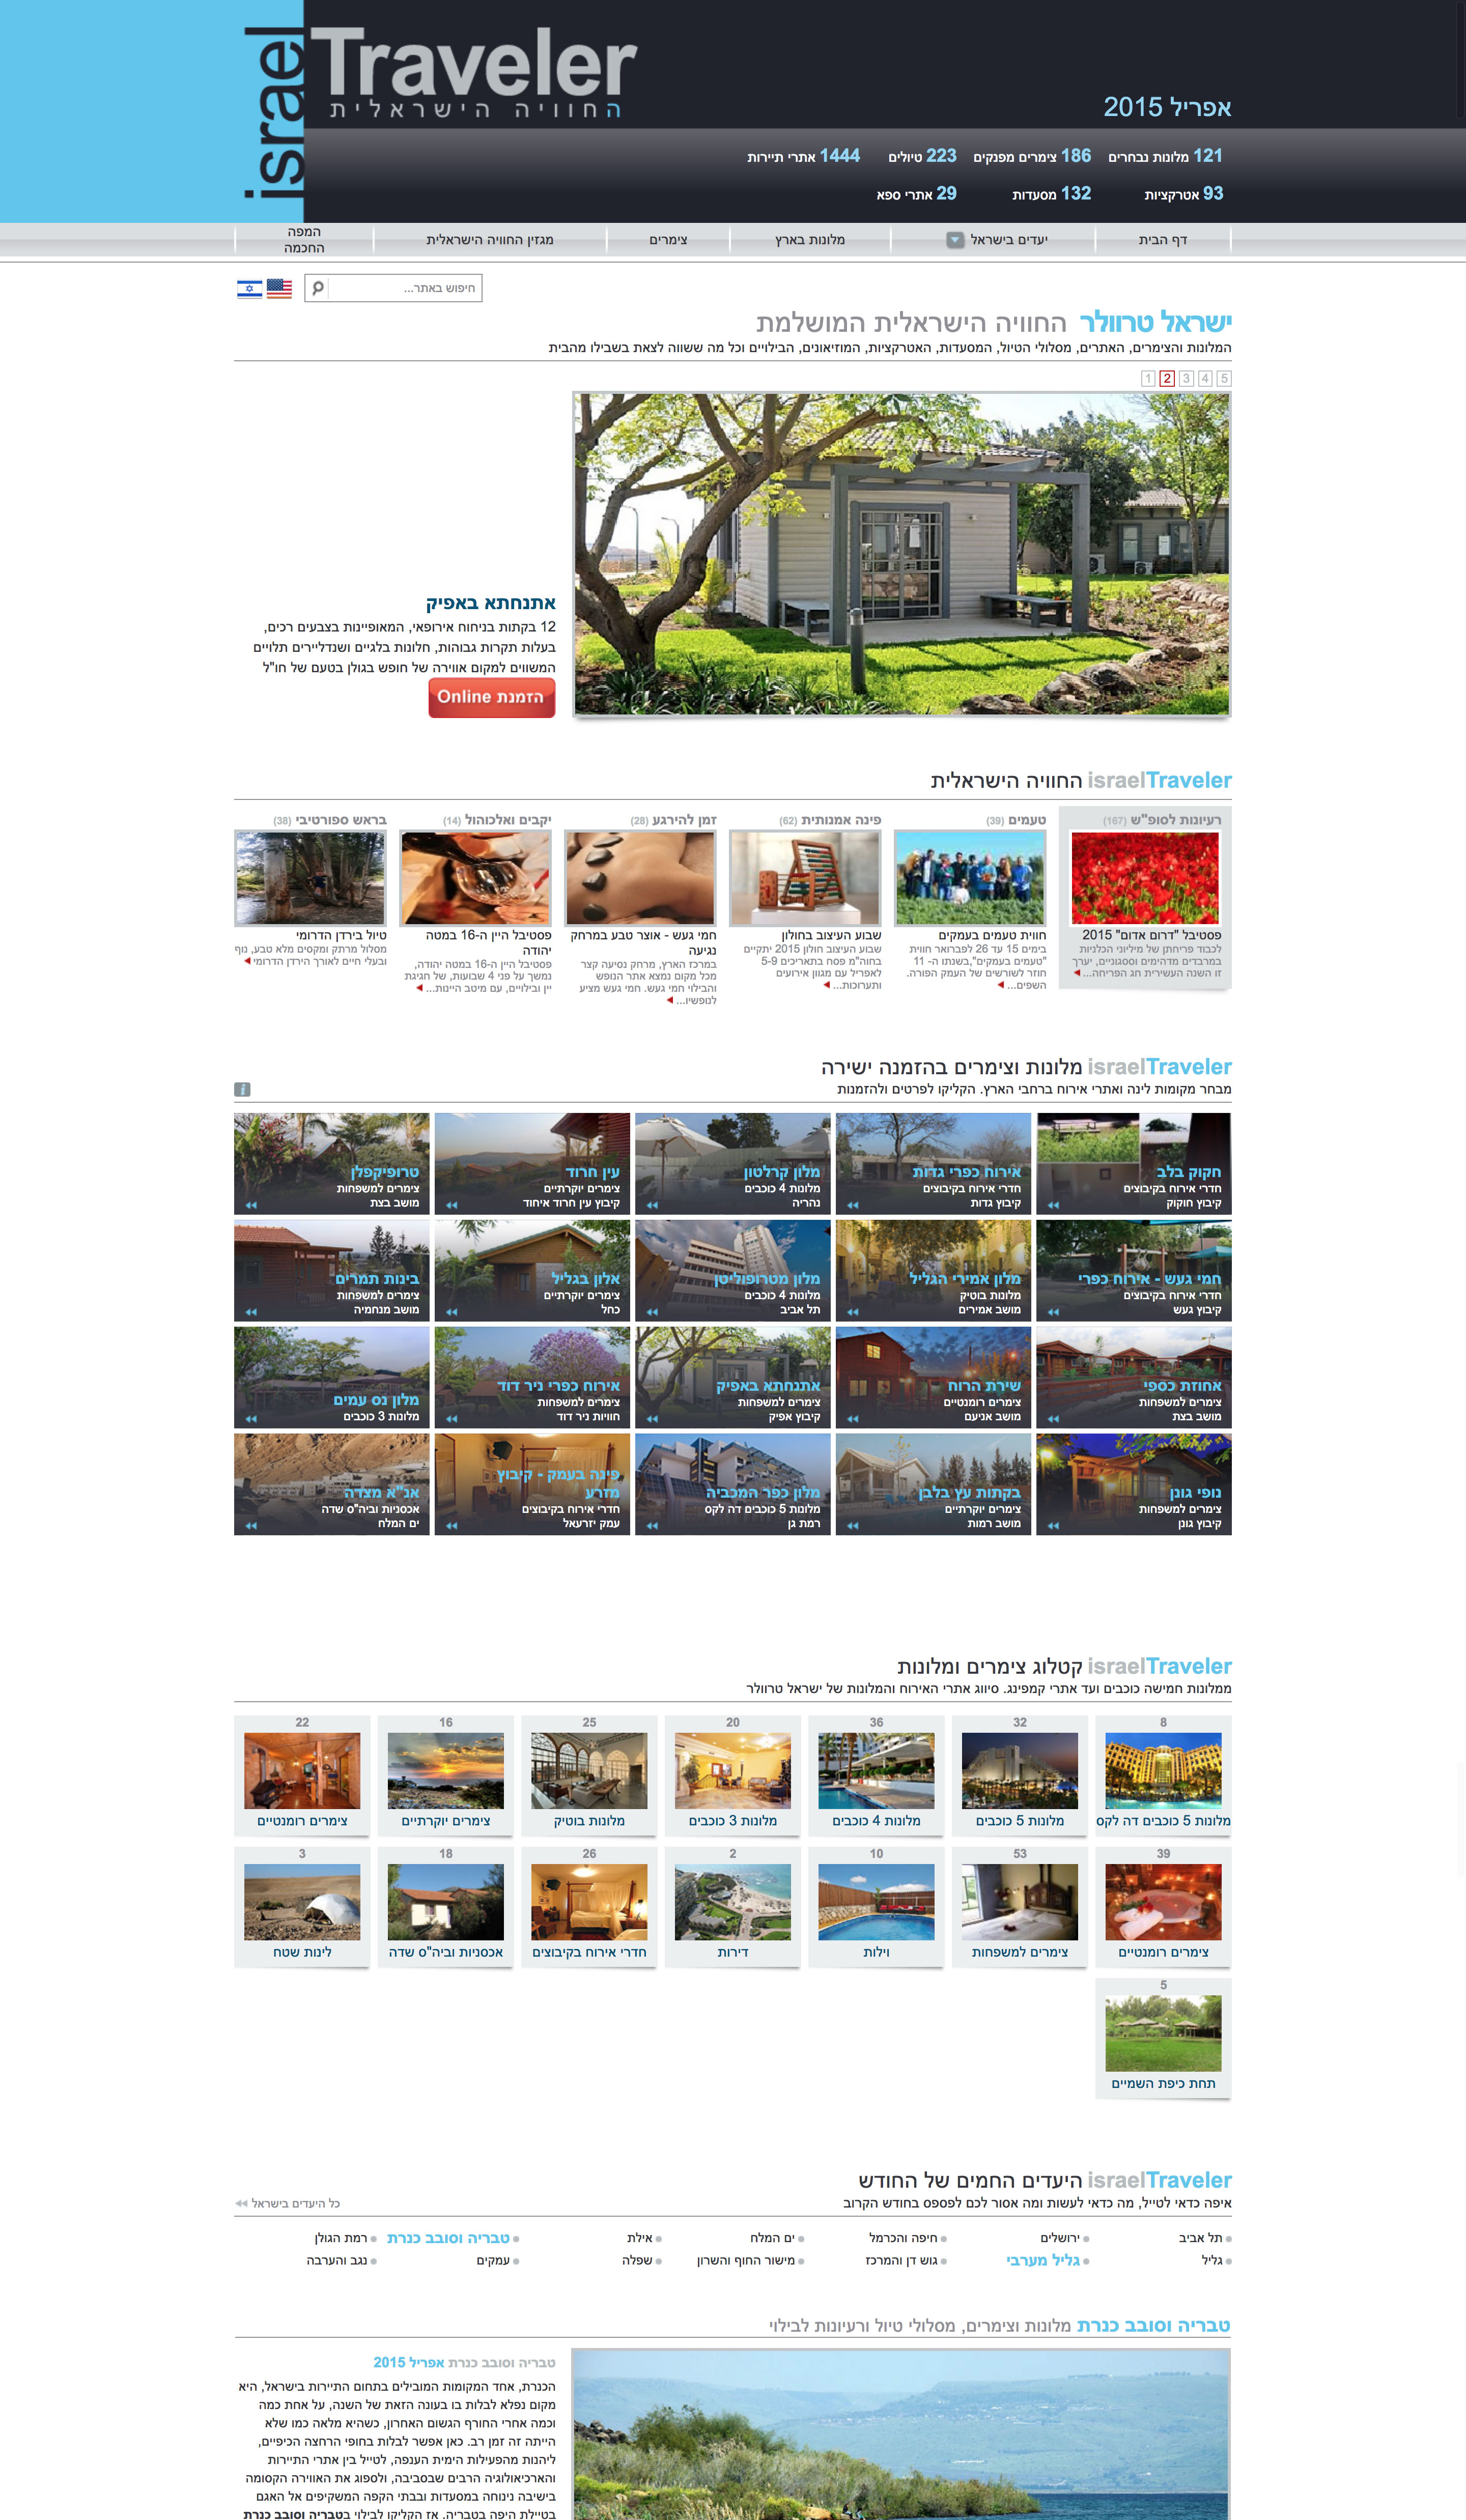 israel
Traveler
החוויה הישראלית
אפריל 2015
121 מלונות נבחרים 186 צימרים מפנקים 223 טיולים 1444 אתרי תיירות
93 אטרקציות 132 מסעדות 29 אתרי ספא
דף הבית
יעדים בישראל
מלונות בארץ
צימרים
מגזין החוויה הישראלית
המפה
החכמה
חיפוש באתר...
ישראל טרוולר החוויה הישראלית המושלמת
המלונות והצימרים, האתרים, מסלולי הטיול, המסעדות, האטרקציות, המוזיאונים, הבילויים וכל מה ששווה לצאת בשבילו מהבית
1 2 3 4 5
אתנחתא באפיק
12 בקתות בניחוח אירופאי, המאופיינות בצבעים רכים,
בעלות תקרות גבוהות, חלונות בלגיים ושנדליירים תלויים
המשווים למקום אווירה של חופש בגולן בטעם של חו"ל
הזמנת Online
israelTraveler החוויה הישראלית
רעיונות לסופ"ש (167)
פסטיבל "דרום אדום" 2015
לכבוד פריחתן של מיליוני הכלניות
במרבדים מדהימים וססגוניים, יערך
זו השנה העשירית חג הפריחה...
טעמים (39)
חווית טעמים בעמקים
בימים 15 עד 26 לפברואר חווית
"טעמים בעמקים",בשנתו ה- 11
חוזר לשורשים של העמק הפורה.
השפים...
פינה אמנותית (62)
שבוע העיצוב בחולון
שבוע העיצוב חולון 2015 יתקיים
בחוה"מ פסח בתאריכים 5-9
לאפריל עם מגוון אירועים
ותערוכות...
זמן להירגע (28)
חמי געש - אוצר טבע במרחק
נגיעה
במרכז הארץ, מרחק נסיעה קצר
מכל מקום נמצא אתר הנופש
והבילוי חמי געש. חמי געש מציע
לנופשיו...
יקבים ואלכוהול (14)
פסטיבל היין ה-16 במטה
יהודה
פסטיבל היין ה-16 במטה יהודה,
נמשך על פני 4 שבועות, של חגיגת
יין ובילויים, עם מיטב היינות...
בראש ספורטיבי (38)
טיול בירדן הדרומי
מסלול מרתק ומקסים מלא טבע, נוף
ובעלי חיים לאורך הירדן הדרומי
israelTraveler מלונות וצימרים בהזמנה ישירה
מבחר מקומות לינה ואתרי אירוח ברחבי הארץ. הקליקו לפרטים ולהזמנות
i
חקוק בלב
חדרי אירוח בקיבוצים
קיבוץ חוקוק
אירוח כפרי גדות
חדרי אירוח בקיבוצים
קיבוץ גדות
מלון קרלטון
מלונות 4 כוכבים
נהריה
עין חרוד
צימרים יוקרתיים
קיבוץ עין חרוד איחוד
טרופיקפלן
צימרים למשפחות
מושב בצת
חמי געש - אירוח כפרי
חדרי אירוח בקיבוצים
קיבוץ געש
מלון אמירי הגליל
מלונות בוטיק
מושב אמירים
מלון מטרופוליטן
מלונות 4 כוכבים
תל אביב
אלון בגליל
צימרים יוקרתיים
כחל
בינות תמרים
צימרים למשפחות
מושב מנחמיה
אחוזת כספי
צימרים למשפחות
מושב בצת
שירת הרוח
צימרים רומנטיים
מושב אניעם
אתנחתא באפיק
צימרים למשפחות
קיבוץ אפיק
אירוח כפרי ניר דוד
צימרים למשפחות
חוויות ניר דוד
מלון נס עמים
מלונות 3 כוכבים
נופי גונן
צימרים למשפחות
קיבוץ גונן
בקתות עץ בלבן
צימרים יוקרתיים
מושב רמות
מלון כפר המכביה
מלונות 5 כוכבים דה לקס
רמת גן
פינה בעמק - קיבוץ
מזרע
חדרי אירוח בקיבוצים
עמק יזרעאל
אנ"א מצדה
אכסניות וביה"ס שדה
ים המלח
israelTraveler קטלוג צימרים ומלונות
ממלונות חמישה כוכבים ועד אתרי קמפינג. סיווג אתרי האירוח והמלונות של ישראל טרוולר
8
מלונות 5 כוכבים דה לקס
32
מלונות 5 כוכבים
36
מלונות 4 כוכבים
20
מלונות 3 כוכבים
25
מלונות בוטיק
16
צימרים יוקרתיים
22
צימרים רומנטיים
39
צימרים רומנטיים
53
צימרים למשפחות
10
וילות
2
דירות
26
חדרי אירוח בקיבוצים
18
אכסניות וביה"ס שדה
3
לינות שטח
5
תחת כיפת השמיים
israelTraveler היעדים החמים של החודש
איפה כדאי לטייל, מה כדאי לעשות ומה אסור לכם לפספס בחודש הקרוב
כל היעדים בישראל
תל אביב
ירושלים
חיפה והכרמל
ים המלח
אילת
טבריה וסובב כנרת
רמת הגולן
גליל
גליל מערבי
גוש דן והמרכז
מישור החוף והשרון
שפלה
עמקים
נגב והערבה
טבריה וסובב כנרת מלונות וצימרים, מסלולי טיול ורעיונות לבילוי
טבריה וסובב כנרת אפריל 2015
הכנרת, אחד המקומות המובילים בתחום התיירות בישראל, היא
מקום נפלא לבלות בו בעונה הזאת של השנה, על אחת כמה
וכמה אחרי החורף הגשום האחרון, כשהיא מלאה כמו שלא
הייתה זה זמן רב. כאן אפשר לבלות בחופי הרחצה הכיפיים,
ליהנות מהפעילות הימית הענפה, לטייל בין אתרי התיירות
והארכיאולוגיה הרבים שבסביבה, ולספוג את האווירה הקסומה
בישיבה נינוחה במסעדות ובבתי הקפה המשקיפים אל האגם
בטיילת היפה בטבריה. אז הקליקו לבילוי בטבריה וסובב כנרת